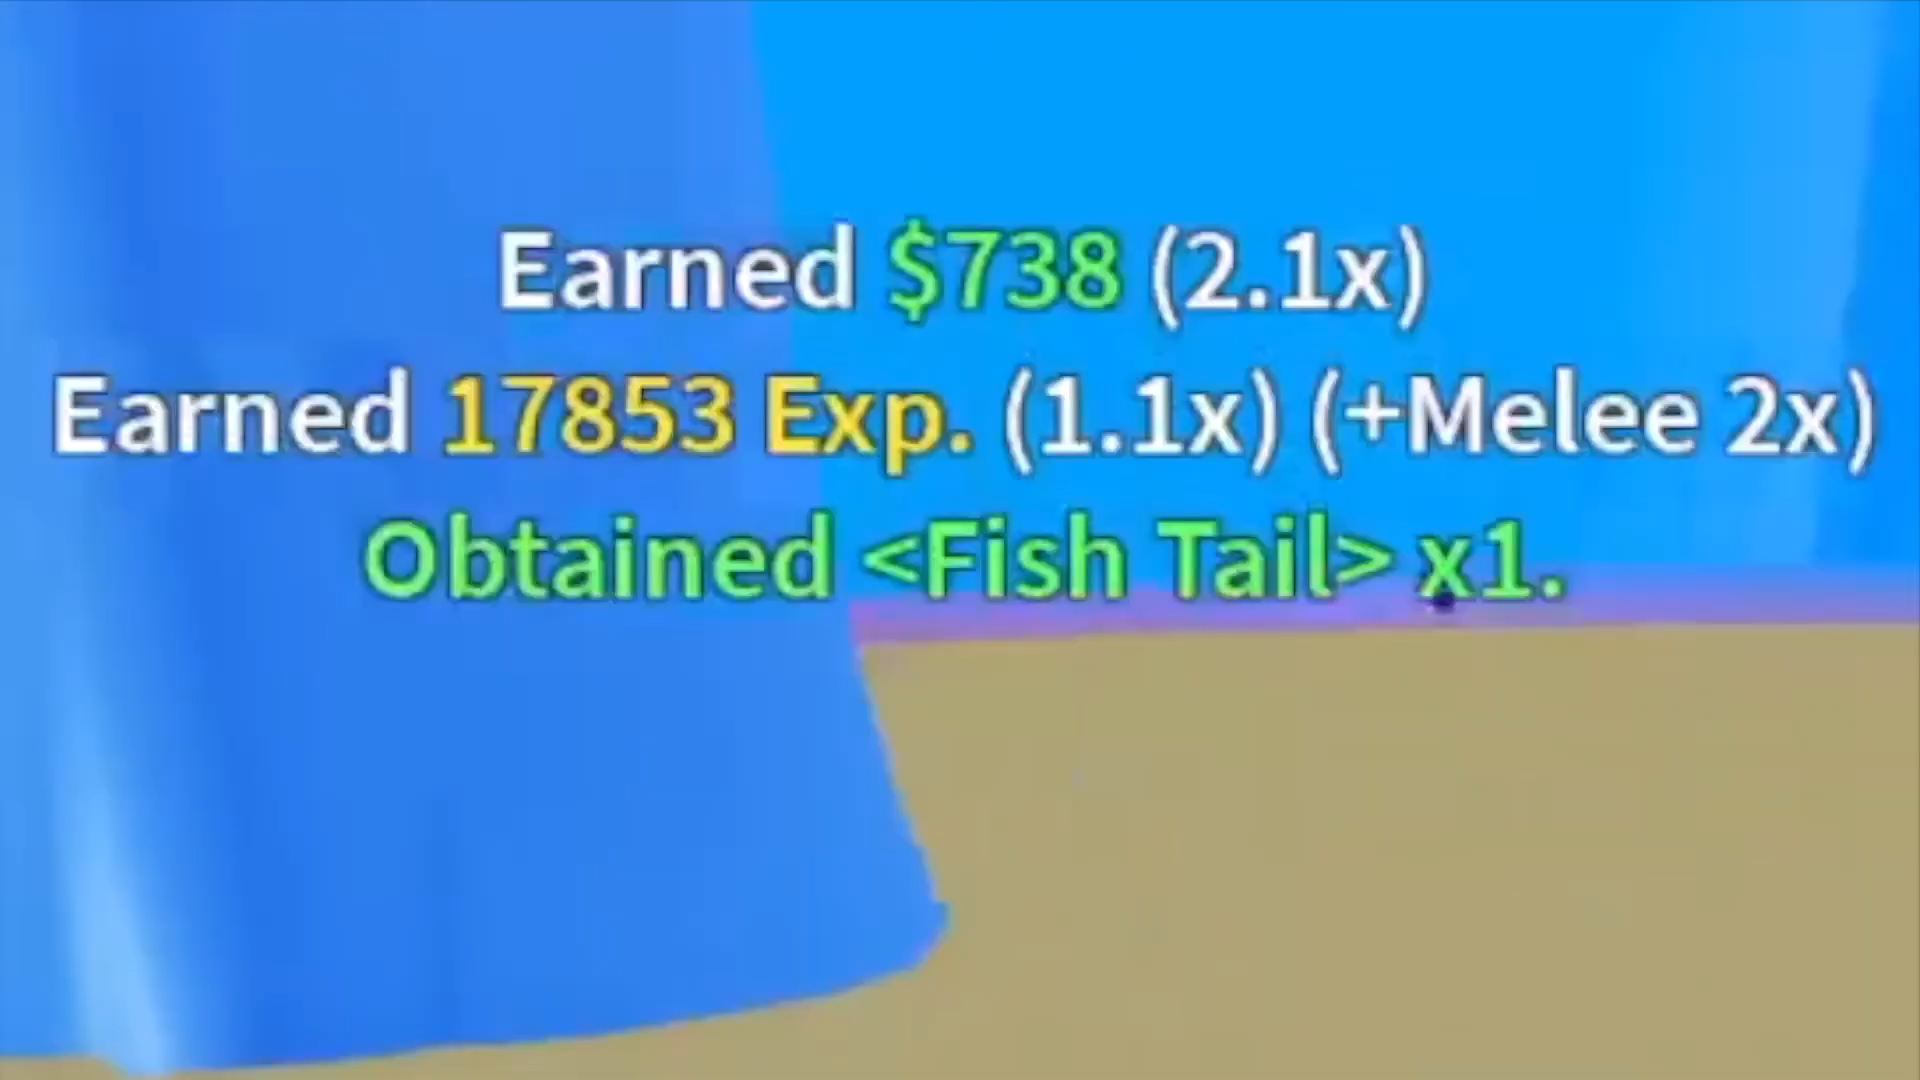 Earned $738 (2.1x)
Earned 17853 Exp. (1.1x) (+Melee 2x)
Obtained <Fish Tail> x1.